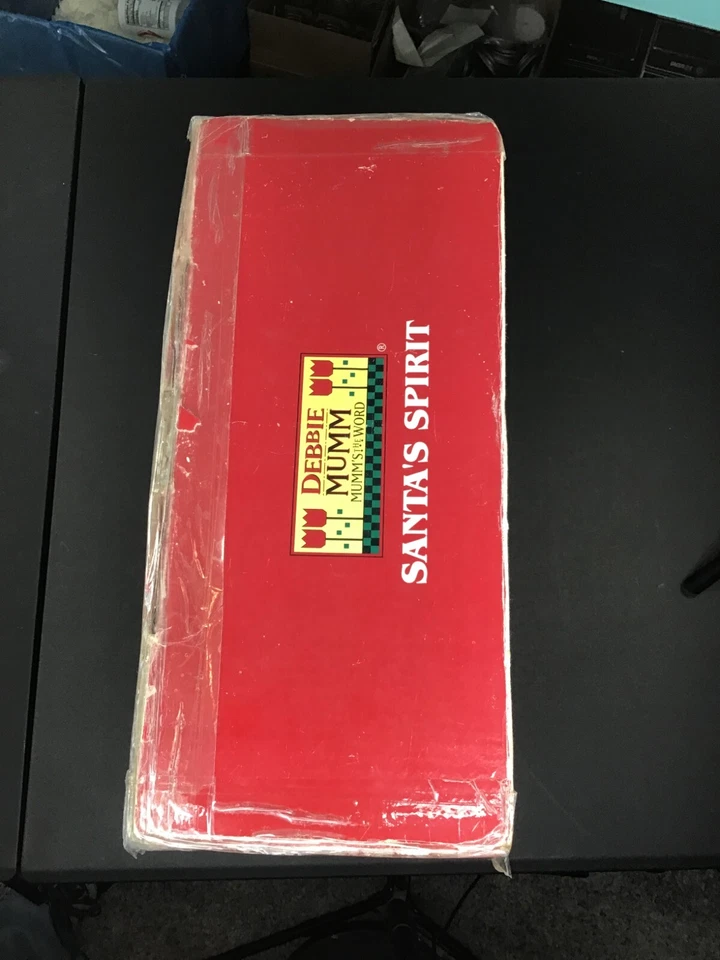 DEBBIE
MUMM
MUMM'S THE WORD
®
SANTA'S SPIRIT